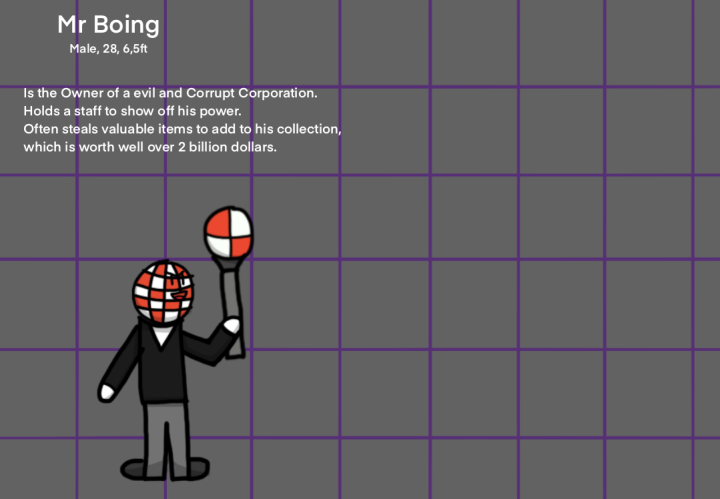 Mr Boing
Male, 28, 6,5ft
Is the Owner of a evil and Corrupt Corporation.
Holds a staff to show off his power.
Often steals valuable items to add to his collection,
which is worth well over 2 billion dollars.